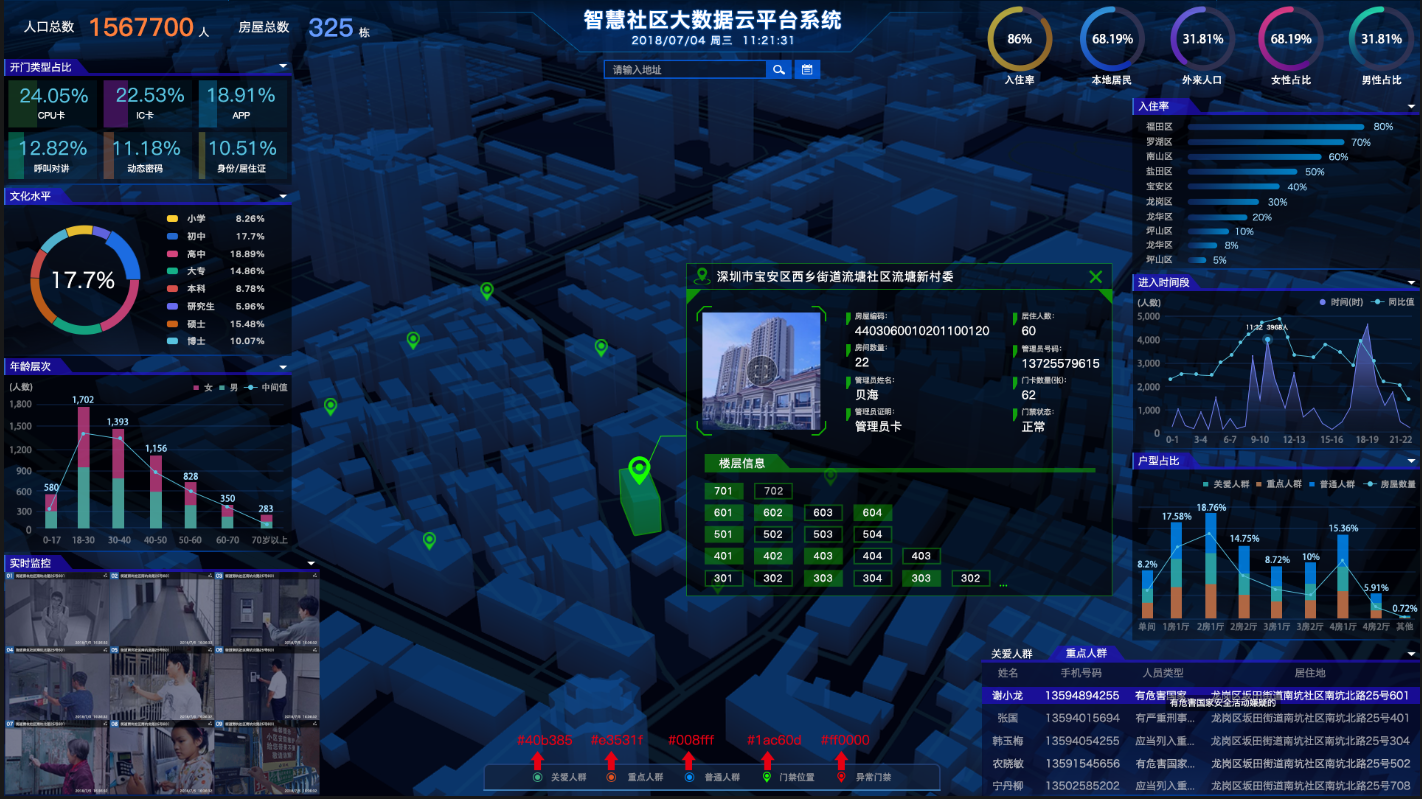 人口总数 1567700 人 房屋总数 325 栋
智慧社区大数据云平台系统
2018/07/04 周三 11:21:31
请输入地址
86% 68.19% 31.81% 68.19% 31.81%
入住率 本地居民 外来人口 女性占比 男性占比
开门类型占比
24.05% 22.53% 18.91%
CPU卡 IC卡 APP
12.82% 11.18% 10.51%
呼叫对讲 动态密码 身份/居住证
文化水平
17.7%
小学 8.26%
初中 17.7%
高中 18.89%
大专 14.86%
本科 8.78%
研究生 5.96%
硕士 15.48%
博士 10.07%
年龄层次
(人数) 女 男 中间值
1,800
1,500
1,200
900
600
300
0
580 1,702 1,393 1,156 828 350 283
0-17 18-30 30-40 40-50 50-60 60-70 70岁以上
实时监控
01 02 03
04 05 06
07 08 09
深圳市宝安区西乡街道流塘社区流塘新村委
房屋编码:
4403060010201100120
居住人数:
60
房间数量:
22
管理员号码:
13725579615
管理员姓名:
贝海
门卡数量(张):
62
管理员证明:
管理员卡
门禁状态:
正常
楼层信息
701 702
601 602 603 604
501 502 503 504
401 402 403 404 403
301 302 303 304 303 302 ...
#40b385 #e3531f #008fff #1ac60d #ff0000
关爱人群 重点人群 普通人群 门禁位置 异常门禁
入住率
福田区 80%
罗湖区 70%
南山区 60%
盐田区 50%
宝安区 40%
龙岗区 30%
龙华区 20%
坪山区 10%
龙华区 8%
坪山区 5%
进入时间段
(人数) 时间(时) 同比值
5,000
4,000
3,000
2,000
1,000
0
11:22 3968人
0-1 3-4 6-7 9-10 12-13 15-16 18-19 21-22
户型占比
关爱人群 重点人群 普通人群 房屋数量
8.2% 17.58% 18.76% 14.75% 8.72% 10% 15.36% 5.91% 0.72%
单间 1房1厅 2房1厅 2房2厅 3房1厅 3房2厅 4房1厅 4房2厅 其他
关爱人群 重点人群
姓名 手机号码 人员类型 居住地
谢小龙 13594894255 有危害国家... 龙岗区坂田街道南坑社区南坑北路25号601
有危害国家安全活动嫌疑的
张国 13594015694 有严重刑事... 龙岗区坂田街道南坑社区南坑北路25号401
韩玉梅 13594054255 应当列入重... 龙岗区坂田街道南坑社区南坑北路25号304
农晓敏 13591545656 有危害国家... 龙岗区坂田街道南坑社区南坑北路25号502
宁丹柳 13502585202 应当列入重... 龙岗区坂田街道南坑社区南坑北路25号708